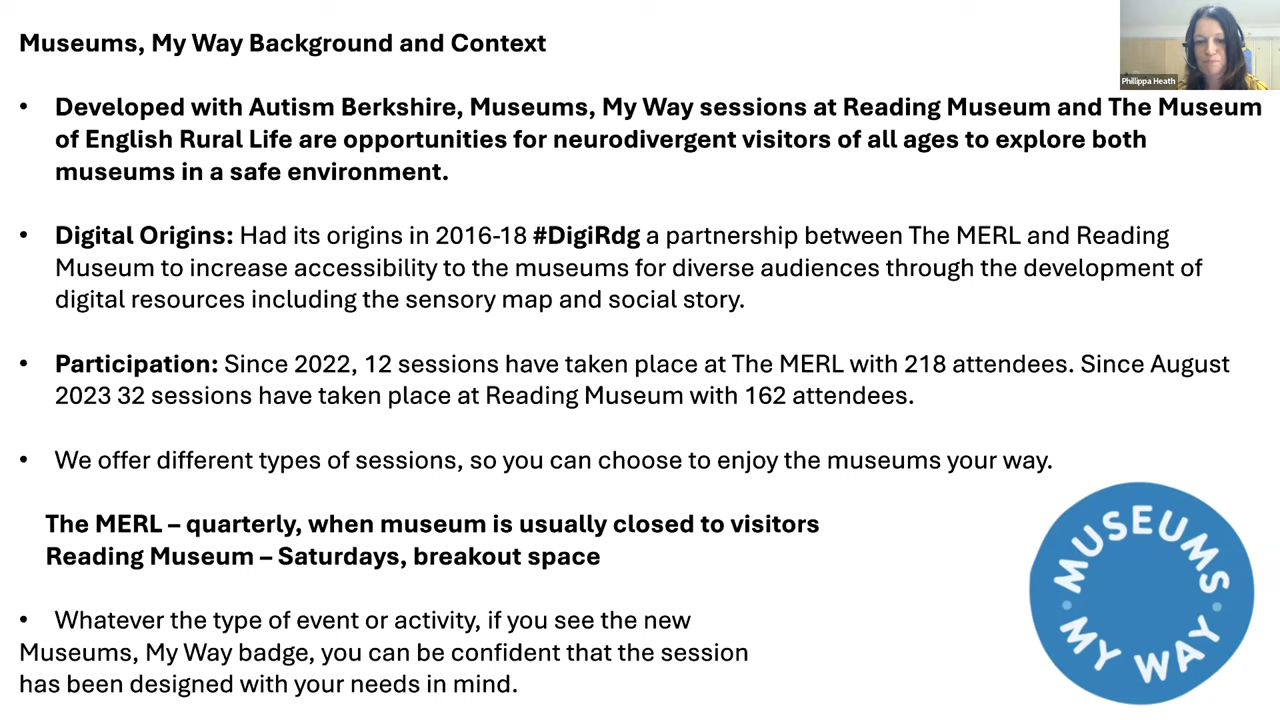 Museums, My Way Background and Context
Philippa Heath
• Developed with Autism Berkshire, Museums, My Way sessions at Reading Museum and The Museum
of English Rural Life are opportunities for neurodivergent visitors of all ages to explore both
museums in a safe environment.
• Digital Origins: Had its origins in 2016-18 #DigiRdg a partnership between The MERL and Reading
Museum to increase accessibility to the museums for diverse audiences through the development of
digital resources including the sensory map and social story.
• Participation: Since 2022, 12 sessions have taken place at The MERL with 218 attendees. Since August
2023 32 sessions have taken place at Reading Museum with 162 attendees.
• We offer different types of sessions, so you can choose to enjoy the museums your way.
The MERL – quarterly, when museum is usually closed to visitors
Reading Museum – Saturdays, breakout space
• Whatever the type of event or activity, if you see the new
Museums, My Way badge, you can be confident that the session
has been designed with your needs in mind.
MUSEUMS
MY WAY